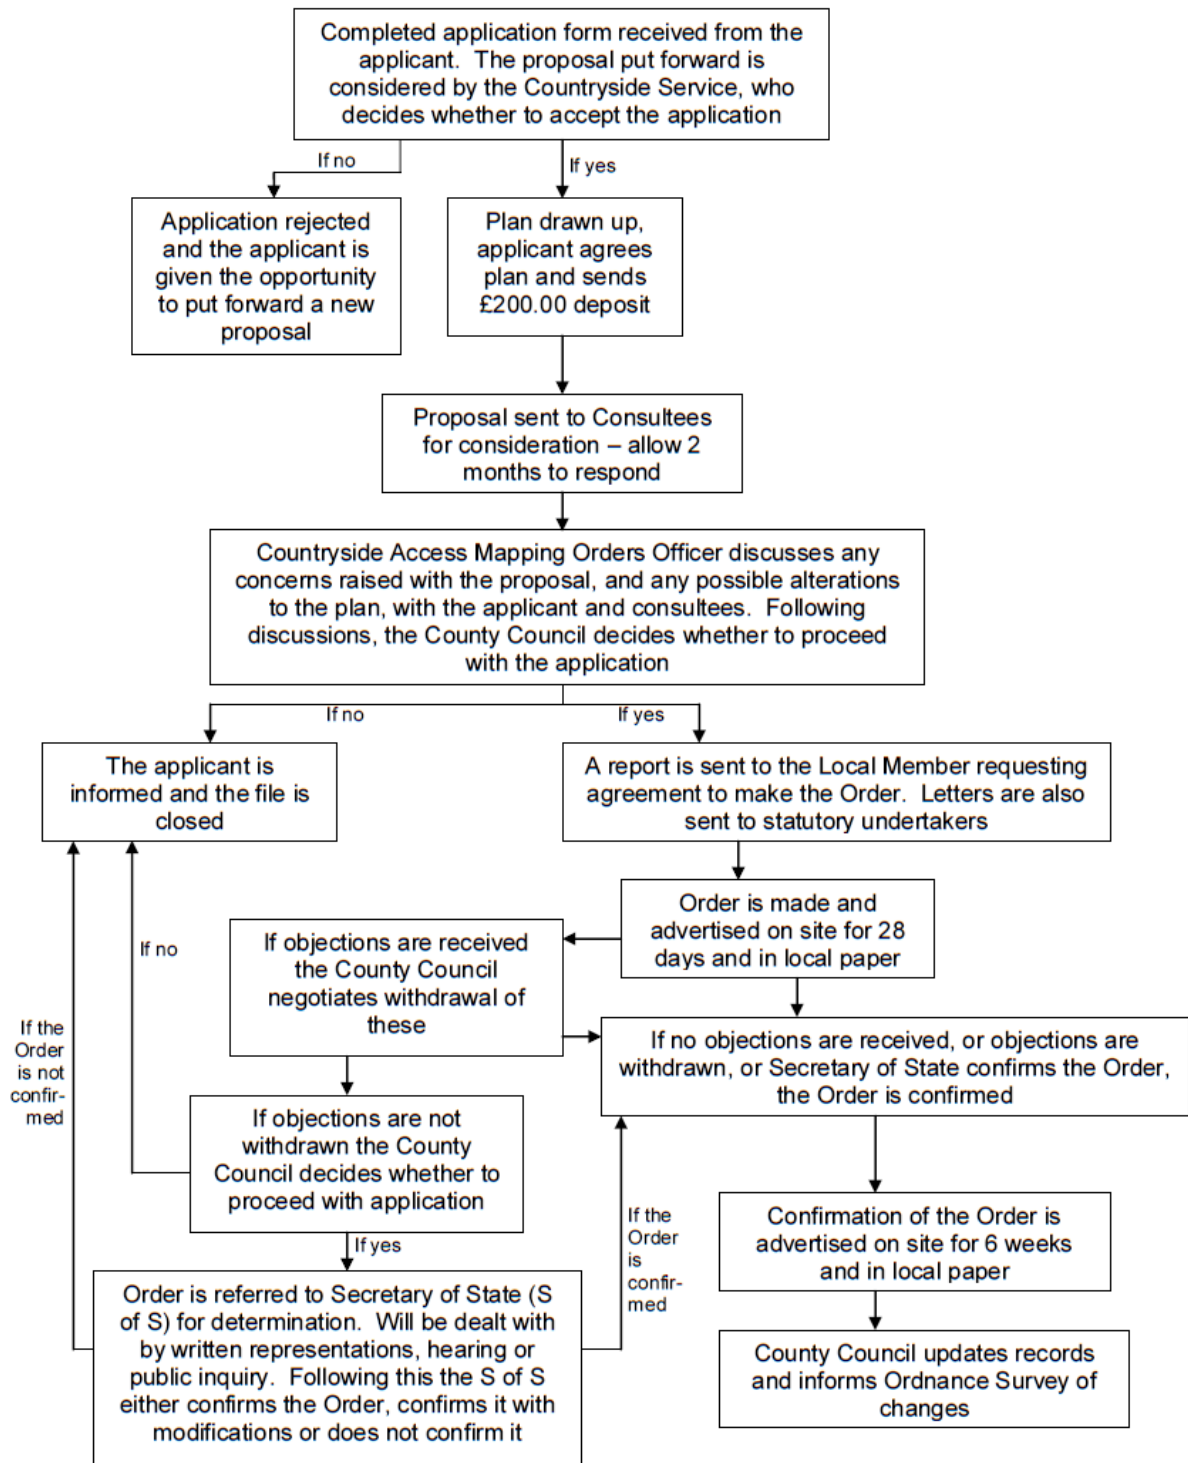 Completed application form received from the
applicant.  The proposal put forward is
considered by the Countryside Service, who
decides whether to accept the application
If no
If yes
Application rejected
and the applicant is
given the opportunity
to put forward a new
proposal
Plan drawn up,
applicant agrees
plan and sends
£200.00 deposit
Proposal sent to Consultees
for consideration – allow 2
months to respond
Countryside Access Mapping Orders Officer discusses any
concerns raised with the proposal, and any possible alterations
to the plan, with the applicant and consultees.  Following
discussions, the County Council decides whether to proceed
with the application
If no
If yes
The applicant is
informed and the file is
closed
A report is sent to the Local Member requesting
agreement to make the Order.  Letters are also
sent to statutory undertakers
Order is made and
advertised on site for 28
days and in local paper
If no
If objections are received
the County Council
negotiates withdrawal of
these
If the
Order
is not
confir-
med
If no objections are received, or objections are
withdrawn, or Secretary of State confirms the Order,
the Order is confirmed
If objections are not
withdrawn the County
Council decides whether to
proceed with application
If yes
If the
Order
is
confir-
med
Confirmation of the Order is
advertised on site for 6 weeks
and in local paper
Order is referred to Secretary of State (S
of S) for determination.  Will be dealt with
by written representations, hearing or
public inquiry.  Following this the S of S
either confirms the Order, confirms it with
modifications or does not confirm it
County Council updates records
and informs Ordnance Survey of
changes